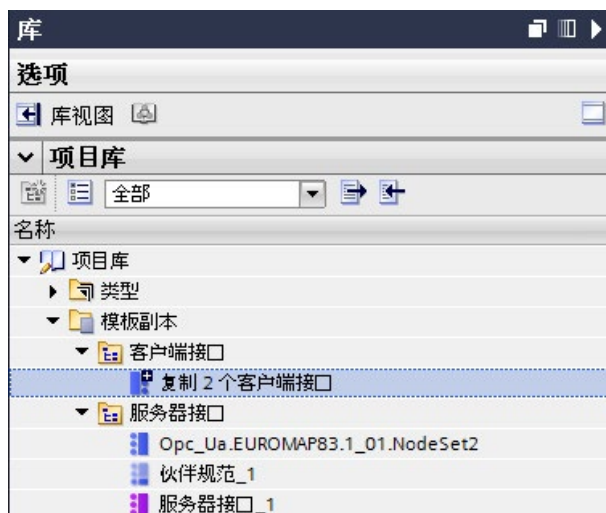 库
选项
库视图
项目库
全部
名称
项目库
类型
模板副本
客户端接口
复制 2 个客户端接口
服务器接口
Opc_Ua.EUROMAP83.1_01.NodeSet2
伙伴规范_1
服务器接口_1